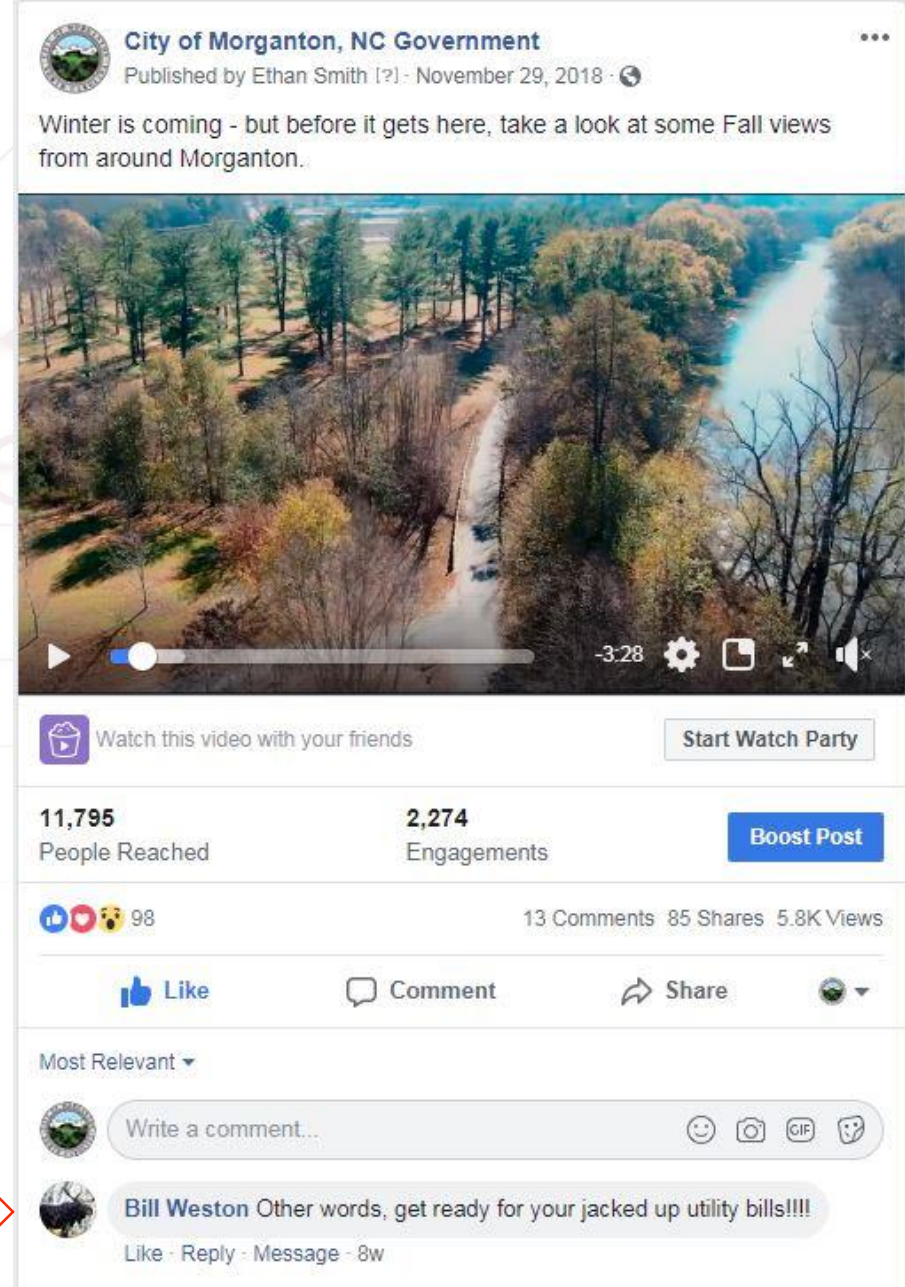 City of Morganton, NC Government
Published by Ethan Smith [?] · November 29, 2018 ·
Winter is coming - but before it gets here, take a look at some Fall views
from around Morganton.
-3:28
Watch this video with your friends
Start Watch Party
11,795
People Reached
2,274
Engagements
Boost Post
98
13 Comments 85 Shares 5.8K Views
Like
Comment
Share
Most Relevant
Write a comment...
GIF
Bill Weston Other words, get ready for your jacked up utility bills!!!!
Like · Reply · Message · 8w